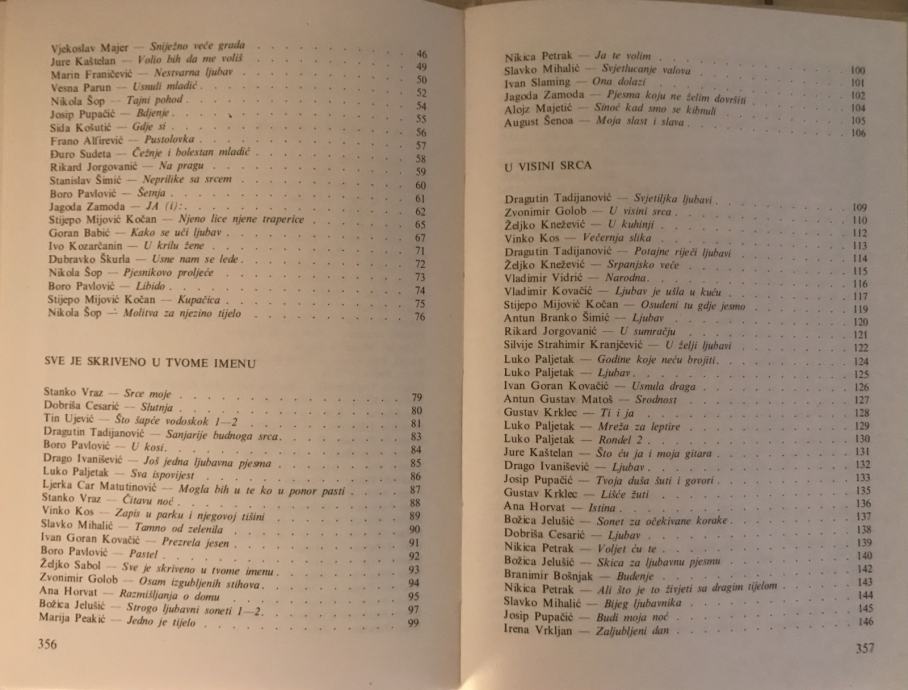 Vjekoslav Majer — Sniježno veče grada . . . . . . . 46
Jure Kaštelan — Volio bih da me voliš . . . . . . . 49
Marin Franičević — Nestvarna ljubav . . . . . . . 50
Vesna Parun — Usnuli mladić . . . . . . . 52
Nikola Šop — Tajni pohod . . . . . . . 54
Josip Pupačić — Bdjenje . . . . . . . 55
Sida Košutić — Gdje si . . . . . . . 56
Frano Alfirević — Pustolovka . . . . . . . 57
Đuro Sudeta — Čežnje i bolestan mladić . . . . . . . 58
Rikard Jorgovanić — Na pragu . . . . . . . 59
Stanislav Šimić — Neprilike sa srcem . . . . . . . 60
Boro Pavlović — Šetnja . . . . . . . 61
Jagoda Zamoda — JA (i): . . . . . . . 62
Stijepo Mijović Kočan — Njeno lice njene traperice . . . . . . . 65
Goran Babić — Kako se uči ljubav . . . . . . . 67
Ivo Kozarčanin — U krilu žene . . . . . . . 71
Dubravko Škurla — Usne nam se lede . . . . . . . 72
Nikola Šop — Pjesnikovo proljeće . . . . . . . 73
Boro Pavlović — Libido . . . . . . . 74
Stijepo Mijović Kočan — Kupačica . . . . . . . 75
Nikola Šop — Molitva za njezino tijelo . . . . . . . 76
SVE JE SKRIVENO U TVOME IMENU
Stanko Vraz — Srce moje . . . . . . . 79
Dobriša Cesarić — Slutnja . . . . . . . 80
Tin Ujević — Što šapće vodoskok 1—2 . . . . . . . 81
Dragutin Tadijanović — Sanjarije budnoga srca . . . . . . . 83
Boro Pavlović — U kosi . . . . . . . 84
Drago Ivanišević — Još jedna ljubavna pjesma . . . . . . . 85
Luko Paljetak — Sva ispovijest . . . . . . . 86
Ljerka Car Matutinović — Mogla bih u te ko u ponor pasti . . . . . . . 87
Stanko Vraz — Čitavu noć . . . . . . . 88
Vinko Kos — Zapis u parku i njegovoj tišini . . . . . . . 89
Slavko Mihalić — Tamno od zelenila . . . . . . . 90
Ivan Goran Kovačić — Prezrela jesen . . . . . . . 91
Boro Pavlović — Pastel . . . . . . . 92
Željko Sabol — Sve je skriveno u tvome imenu . . . . . . . 93
Zvonimir Golob — Osam izgubljenih stihova . . . . . . . 94
Ana Horvat — Razmišljanja o domu . . . . . . . 95
Božica Jelušić — Strogo ljubavni soneti 1—2 . . . . . . . 97
Marija Peakić — Jedno je tijelo . . . . . . . 99
356
Nikica Petrak — Ja te volim . . . . . . . 100
Slavko Mihalić — Svjetlucanje valova . . . . . . . 101
Ivan Slaming — Ona dolazi . . . . . . . 102
Jagoda Zamoda — Pjesma koju ne želim dovršiti . . . . . . . 104
Alojz Majetić — Sinoć kad smo se kibnuli . . . . . . . 105
August Šenoa — Moja slast i slava . . . . . . . 106
U VISINI SRCA
Dragutin Tadijanović — Svjetiljka ljubavi . . . . . . . 109
Zvonimir Golob — U visini srca . . . . . . . 110
Željko Knežević — U kuhinji . . . . . . . 112
Vinko Kos — Večernja slika . . . . . . . 113
Dragutin Tadijanović — Potajne riječi ljubavi . . . . . . . 114
Željko Knežević — Srpanjsko veče . . . . . . . 115
Vladimir Vidrić — Narodna . . . . . . . 116
Vladimir Kovačić — Ljubav je ušla u kuću . . . . . . . 117
Stijepo Mijović Kočan — Osuđeni tu gdje jesmo . . . . . . . 119
Antun Branko Šimić — Ljubav . . . . . . . 120
Rikard Jorgovanić — U sumračju . . . . . . . 121
Silvije Strahimir Kranjčević — U želji ljubavi . . . . . . . 122
Luko Paljetak — Godine koje neću brojiti . . . . . . . 124
Luko Paljetak — Ljubav . . . . . . . 125
Ivan Goran Kovačić — Usnula draga . . . . . . . 126
Antun Gustav Matoš — Srodnost . . . . . . . 127
Gustav Krklec — Ti i ja . . . . . . . 128
Luko Paljetak — Mreža za leptire . . . . . . . 129
Luko Paljetak — Rondel 2 . . . . . . . 130
Jure Kaštelan — Što ću ja i moja gitara . . . . . . . 131
Drago Ivanišević — Ljubav . . . . . . . 132
Josip Pupačić — Tvoja duša šuti i govori . . . . . . . 133
Gustav Krklec — Lišće žuti . . . . . . . 135
Ana Horvat — Istina . . . . . . . 136
Božica Jelušić — Sonet za očekivane korake . . . . . . . 137
Dobriša Cesarić — Ljubav . . . . . . . 138
Nikica Petrak — Voljet ću te . . . . . . . 139
Božica Jelušić — Skica za ljubavnu pjesmu . . . . . . . 140
Branimir Bošnjak — Buđenje . . . . . . . 142
Nikica Petrak — Ali što je to živjeti sa dragim tijelom . . . . . . . 143
Slavko Mihalić — Bijeg ljubavnika . . . . . . . 144
Josip Pupačić — Budi moja noć . . . . . . . 145
Irena Vrkljan — Zaljubljeni dan . . . . . . . 146
357